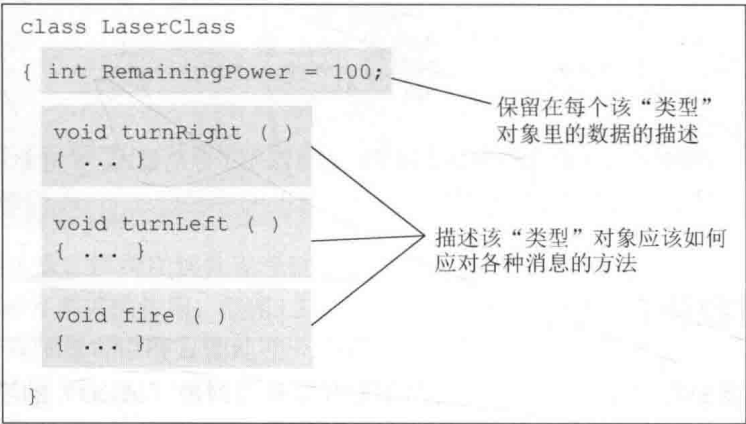 class LaserClass
{ int RemainingPower = 100;
保留在每个该“类型”
对象里的数据的描述
void turnRight ( )
{ ... }
void turnLeft ( )
{ ... }
描述该“类型”对象应该如何
应对各种消息的方法
void fire ( )
{ ... }
}